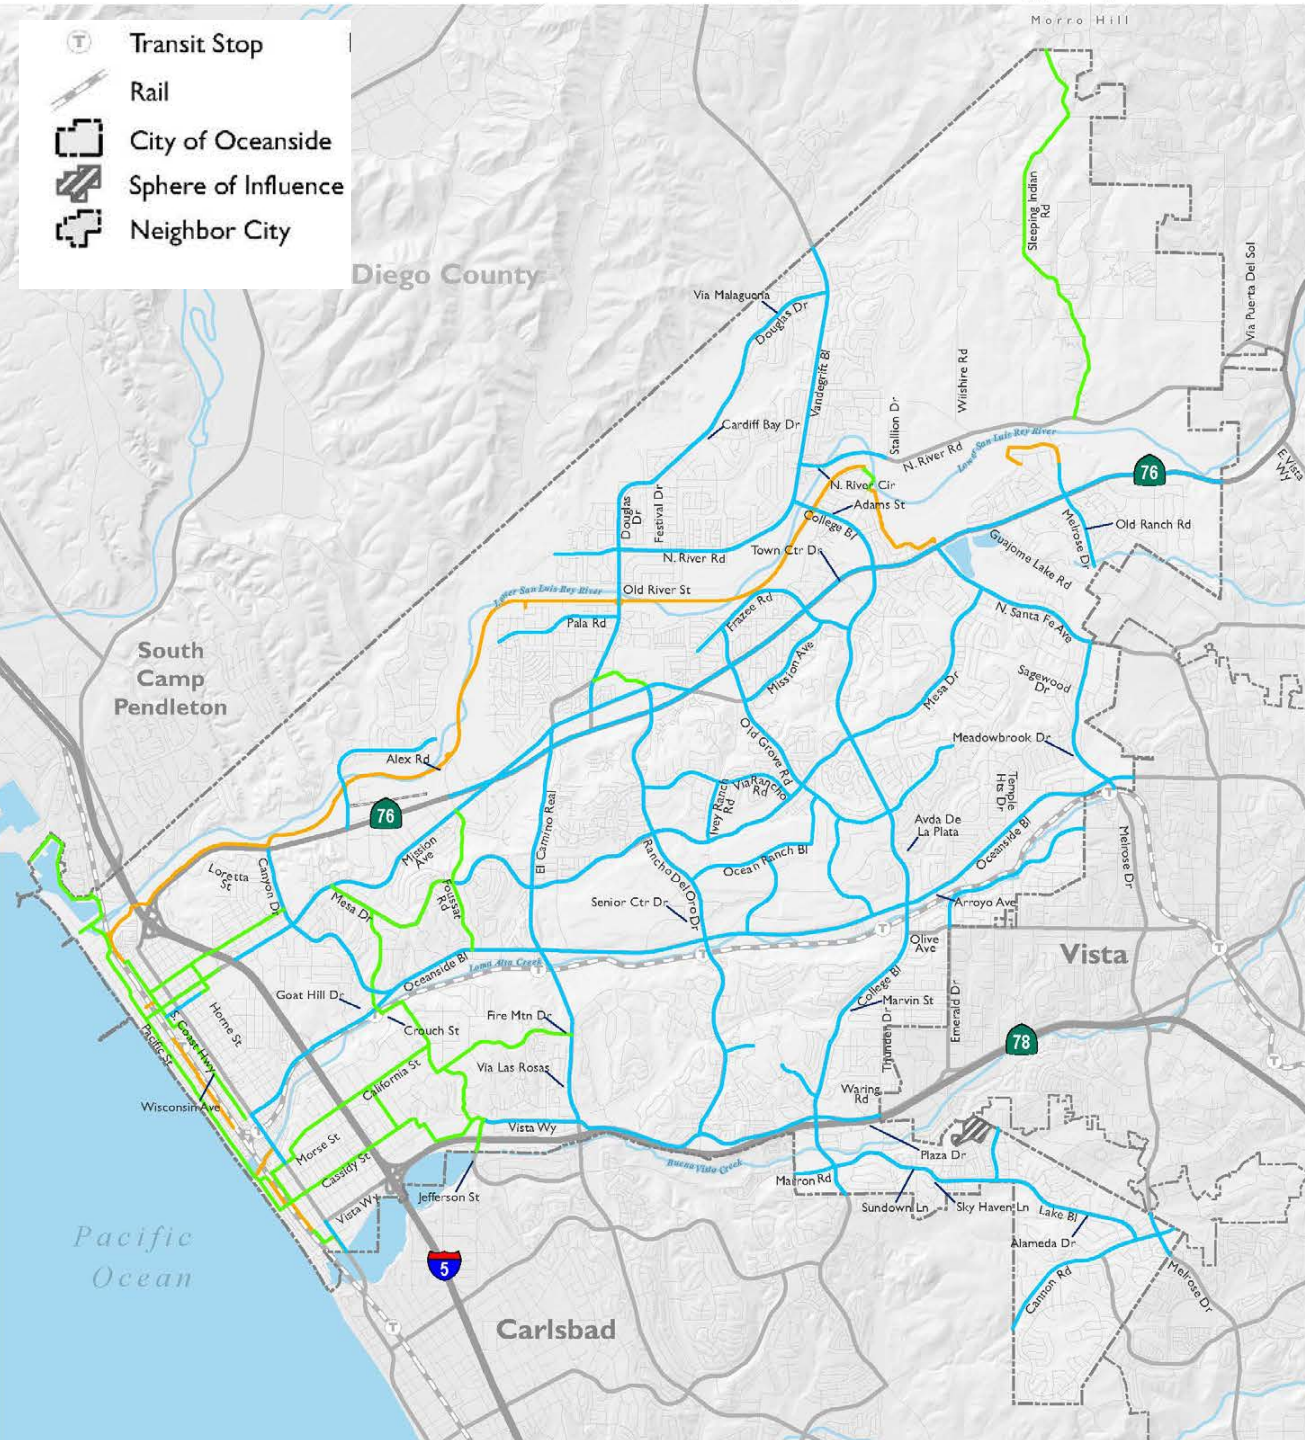 Morro Hill
Transit Stop
Rail
City of Oceanside
Sphere of Influence
Neighbor City
Diego County
Sleeping Indian
Rd
Via Puerta Del Sol
Via Malaguena
Douglas Dr
Vandegrift Bl
Wilshire Rd
Stallion Dr
Cardiff Bay Dr
Lower San Luis Rey River
N. River Rd
76
E Vista
Wy
N. River Cir
Adams St
Douglas
Dr
Festival Dr
College Bl
Melrose Dr
Old Ranch Rd
Town Ctr Dr
N. River Rd
Guajome Lake Rd
Lower San Luis Rey River
Old River St
Frazee Rd
N. Santa Fe Ave
Pala Rd
South
Camp
Pendleton
Mission Ave
Sagewood
Dr
Mesa Dr
Old Grove Rd
Meadowbrook Dr
Alex Rd
Via Rancho
Rd
Ivey Ranch
Rd
Temple
Hts Dr
76
El Camino Real
Avda De
La Plata
Oceanside Bl
Mission
Ave
Rancho Del Oro Dr
Ocean Ranch Bl
Melrose Dr
Loretta
St
Canyon Dr
Mesa Dr
Foussat
Rd
Senior Ctr Dr
Arroyo Ave
Olive
Ave
Vista
Oceanside Bl
Loma Alta Creek
College Bl
Goat Hill Dr
Marvin St
Emerald Dr
Horne St
S. Coast Hwy
Pacific St
Crouch St
Fire Mtn Dr
Thunder Dr
78
California St
Via Las Rosas
Waring
Rd
Wisconsin Ave
Vista Wy
Morse St
Plaza Dr
Cassidy St
Buena Vista Creek
Marron Rd
Jefferson St
Vista Wy
Sundown Ln
Sky Haven Ln
Lake Bl
Alameda Dr
Pacific
Ocean
5
Cannon Rd
Melrose Dr
Carlsbad